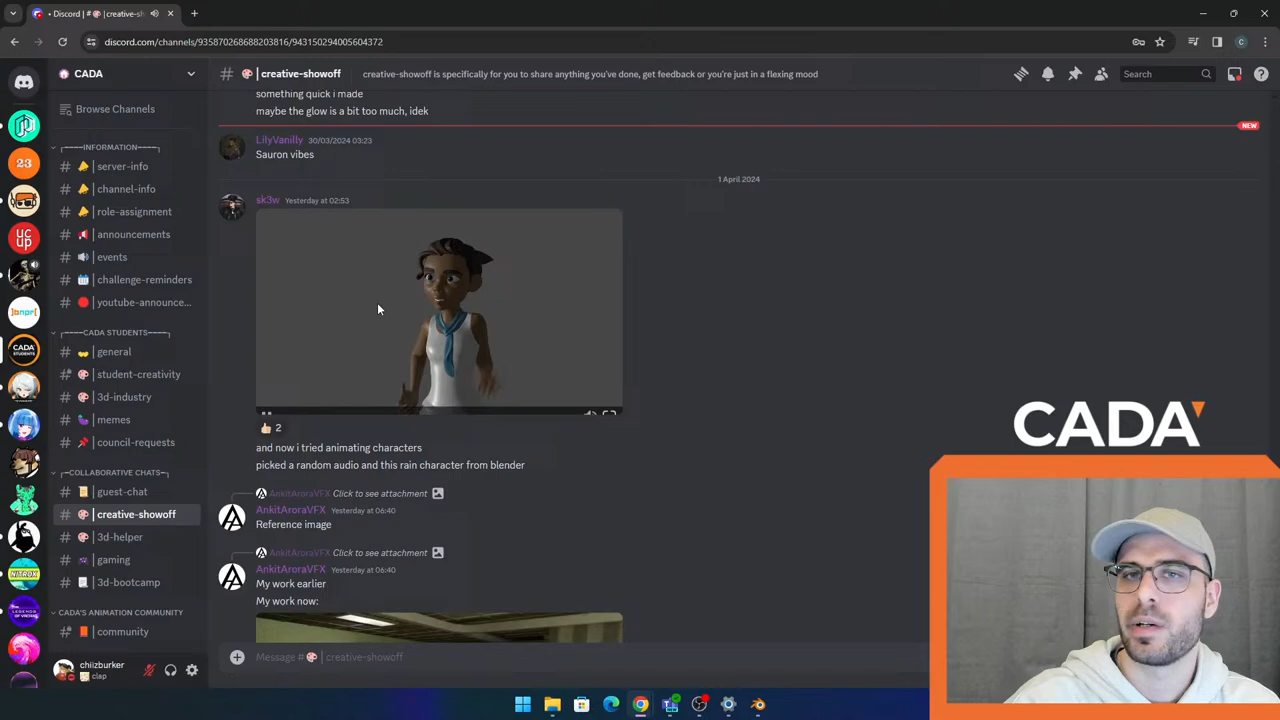 Discord | # | creative-sh
discord.com/channels/935870268688203816/943150294005604372
CADA
# | creative-showoff
creative-showoff is specifically for you to share anything you've done, get feedback or you're just in a flexing mood
Search
Browse Channels
INFORMATION
# | server-info
# | channel-info
# | role-assignment
# | announcements
# | events
# | challenge-reminders
# | youtube-announce...
CADA STUDENTS
# | general
# | student-creativity
# | 3d-industry
# | memes
# | council-requests
COLLABORATIVE CHATS
# | guest-chat
# | creative-showoff
# | 3d-helper
# | gaming
# | 3d-bootcamp
CADA'S ANIMATION COMMUNITY
# | community
chiizburker
clap
23
uc
up
[bnpr]
CADA
STUDENTS
NITROX
something quick i made
maybe the glow is a bit too much, idek
NEW
LilyVanilly 30/03/2024 03:23
Sauron vibes
1 April 2024
sk3w Yesterday at 02:53
2
and now i tried animating characters
picked a random audio and this rain character from blender
AnkitAroraVFX Click to see attachment
AnkitAroraVFX Yesterday at 06:40
Reference image
AnkitAroraVFX Click to see attachment
AnkitAroraVFX Yesterday at 06:40
My work earlier
My work now:
Message # | creative-showoff
CADA